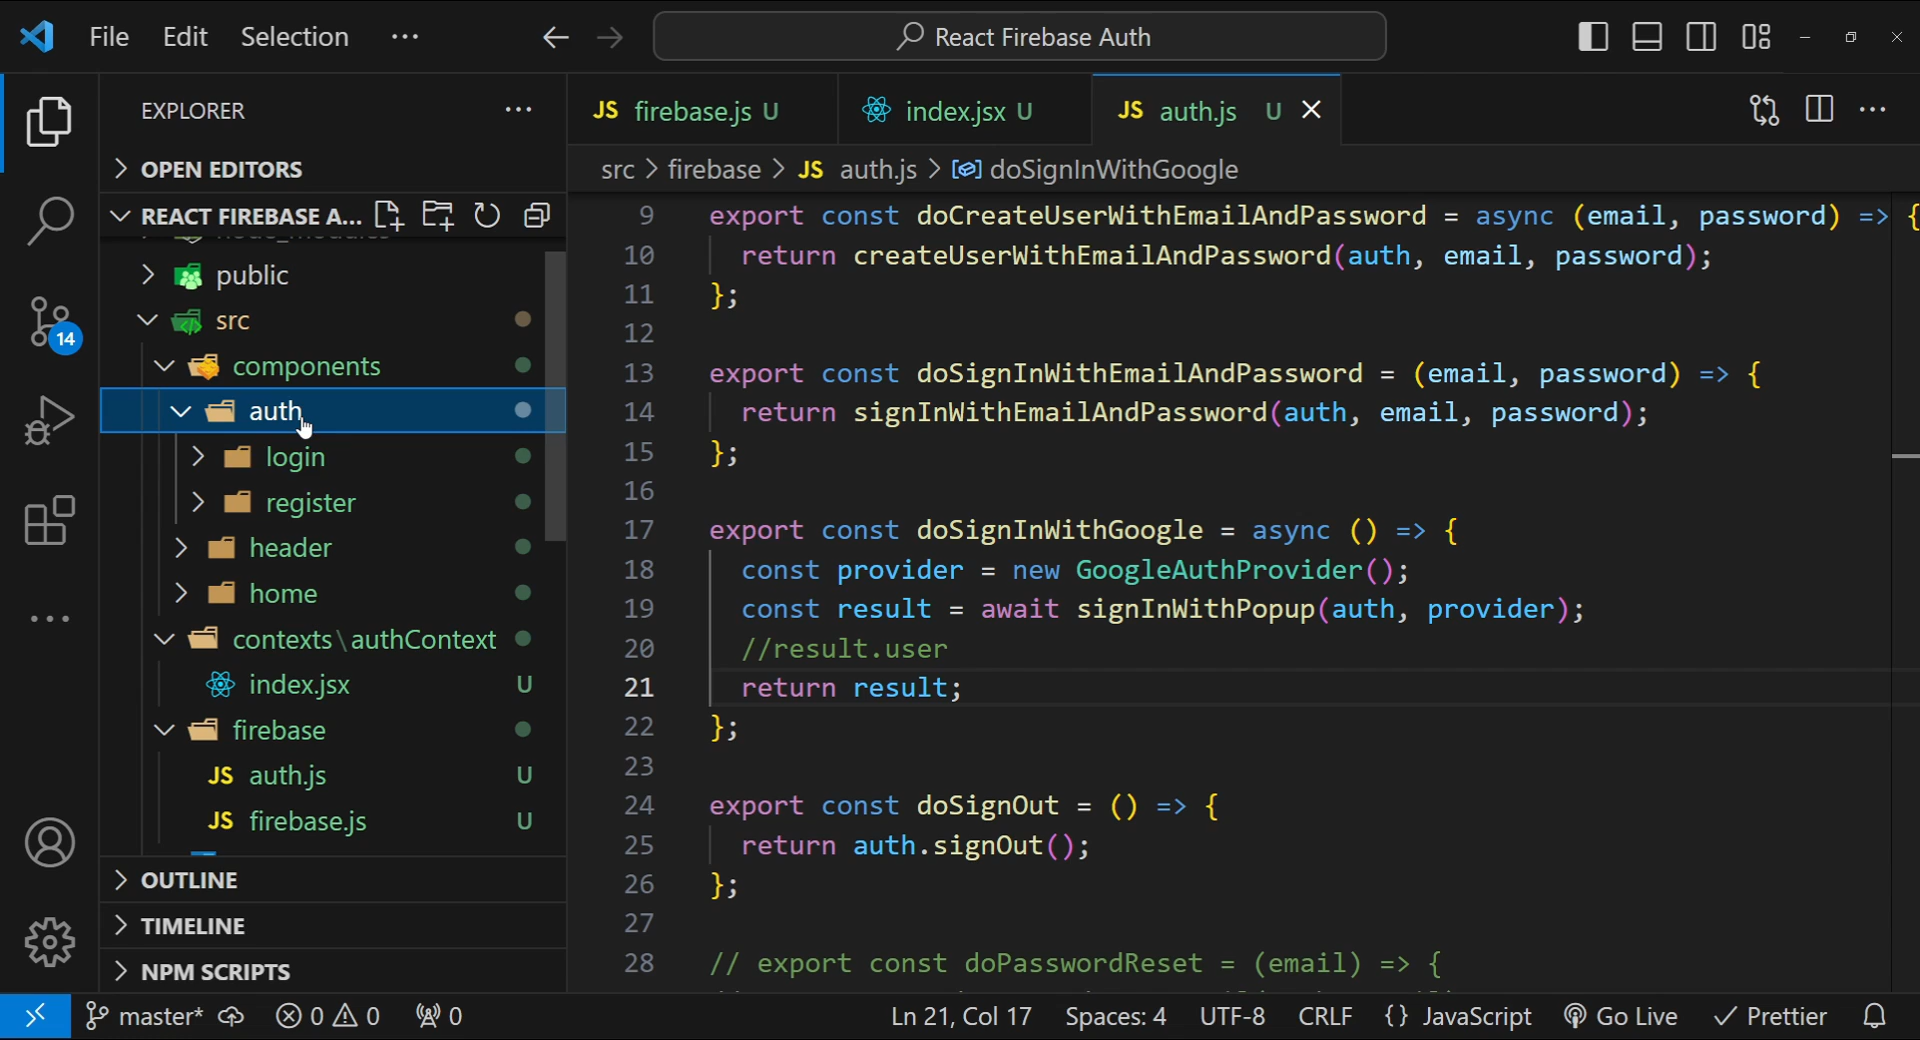 File Edit Selection ··· React Firebase Auth
EXPLORER ···
OPEN EDITORS
REACT FIREBASE A...
node_modules
public
src
components
auth
login
register
header
home
contexts\authContext
index.jsx U
firebase
JS auth.js U
JS firebase.js U
OUTLINE
TIMELINE
NPM SCRIPTS
14
JS firebase.js U index.jsx U JS auth.js U
src > firebase > JS auth.js > doSignInWithGoogle
9 export const doCreateUserWithEmailAndPassword = async (email, password) => {
10 return createUserWithEmailAndPassword(auth, email, password);
11 };
12
13 export const doSignInWithEmailAndPassword = (email, password) => {
14 return signInWithEmailAndPassword(auth, email, password);
15 };
16
17 export const doSignInWithGoogle = async () => {
18 const provider = new GoogleAuthProvider();
19 const result = await signInWithPopup(auth, provider);
20 //result.user
21 return result;
22 };
23
24 export const doSignOut = () => {
25 return auth.signOut();
26 };
27
28 // export const doPasswordReset = (email) => {
master* 0 0 0 Ln 21, Col 17 Spaces: 4 UTF-8 CRLF {} JavaScript Go Live Prettier